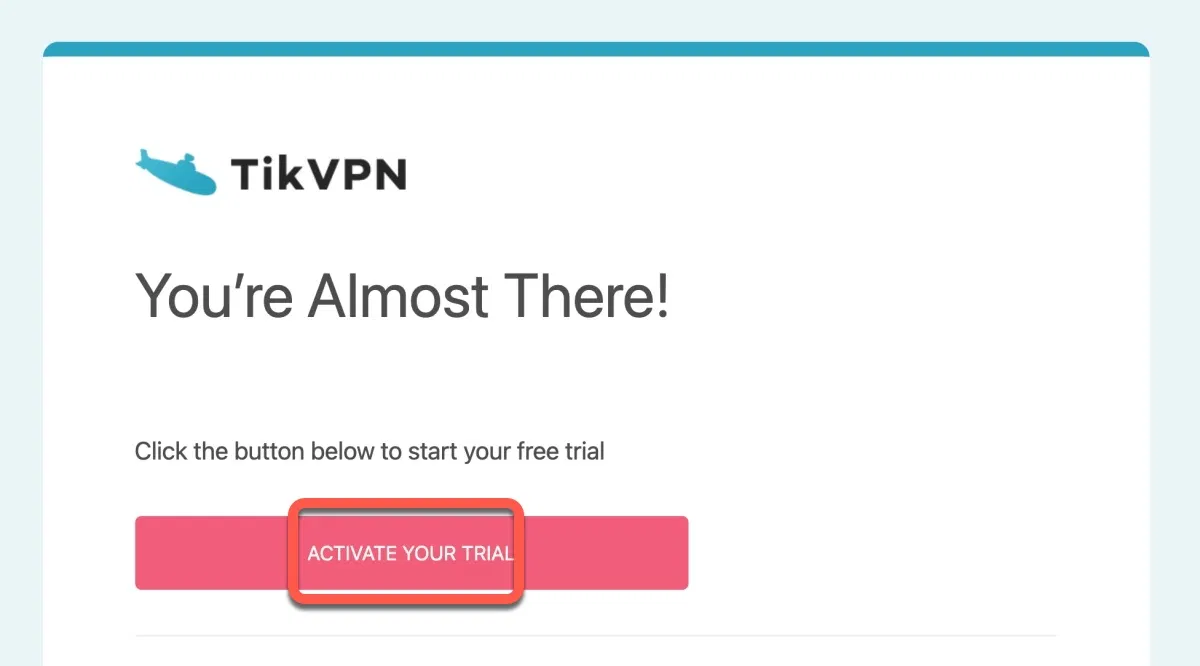 TikVPN
You’re Almost There!
Click the button below to start your free trial
ACTIVATE YOUR TRIAL